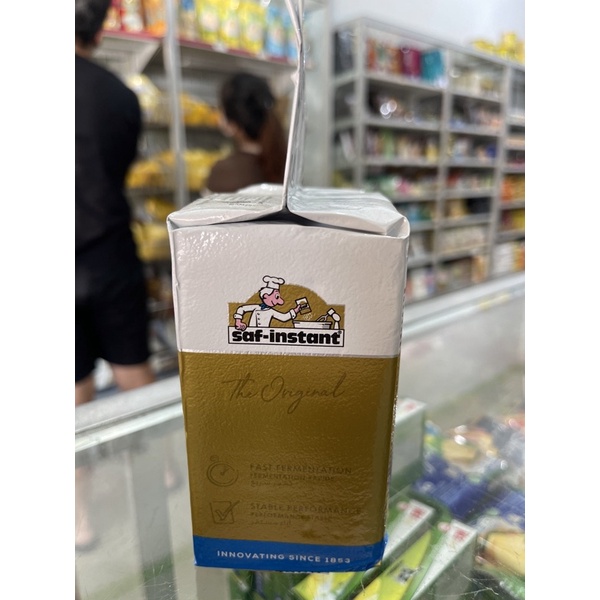 saf-instant®
The Original
FAST FERMENTATION
STABLE PERFORMANCE
INNOVATING SINCE 1853